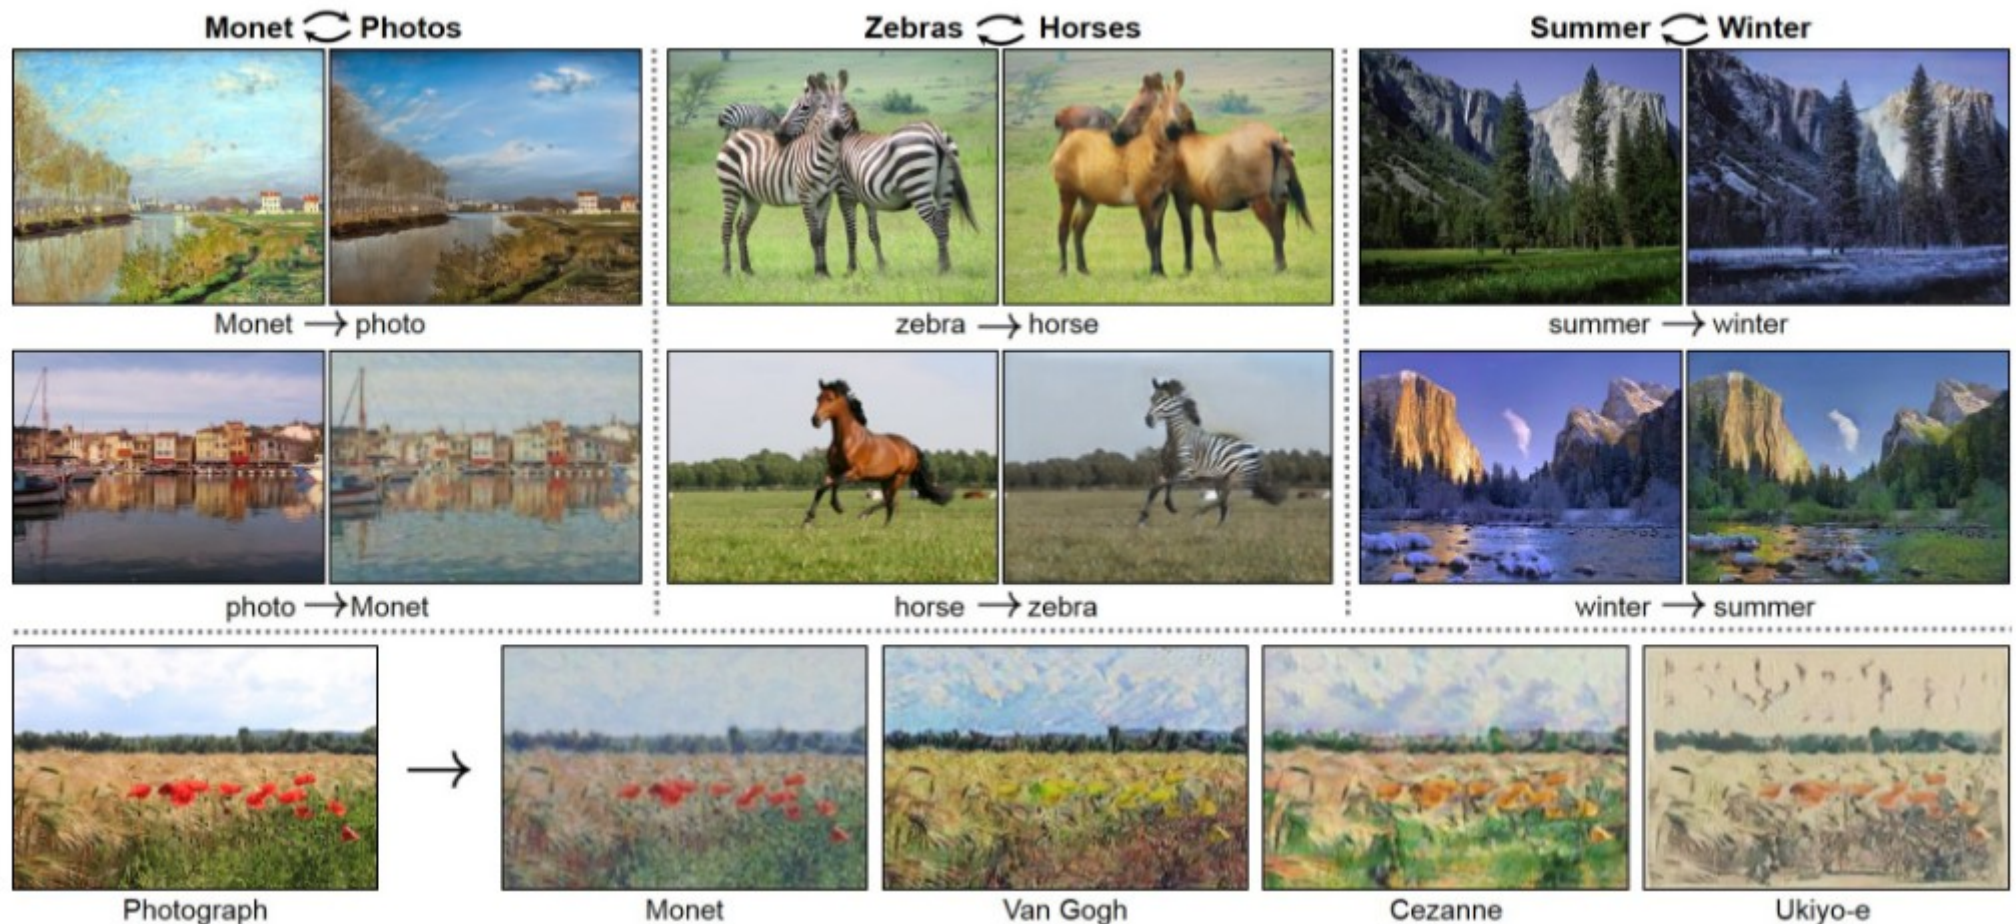 Monet Photos
Zebras Horses
Summer Winter
Monet → photo
zebra → horse
summer → winter
photo → Monet
horse → zebra
winter → summer
Photograph
→
Monet
Van Gogh
Cezanne
Ukiyo-e